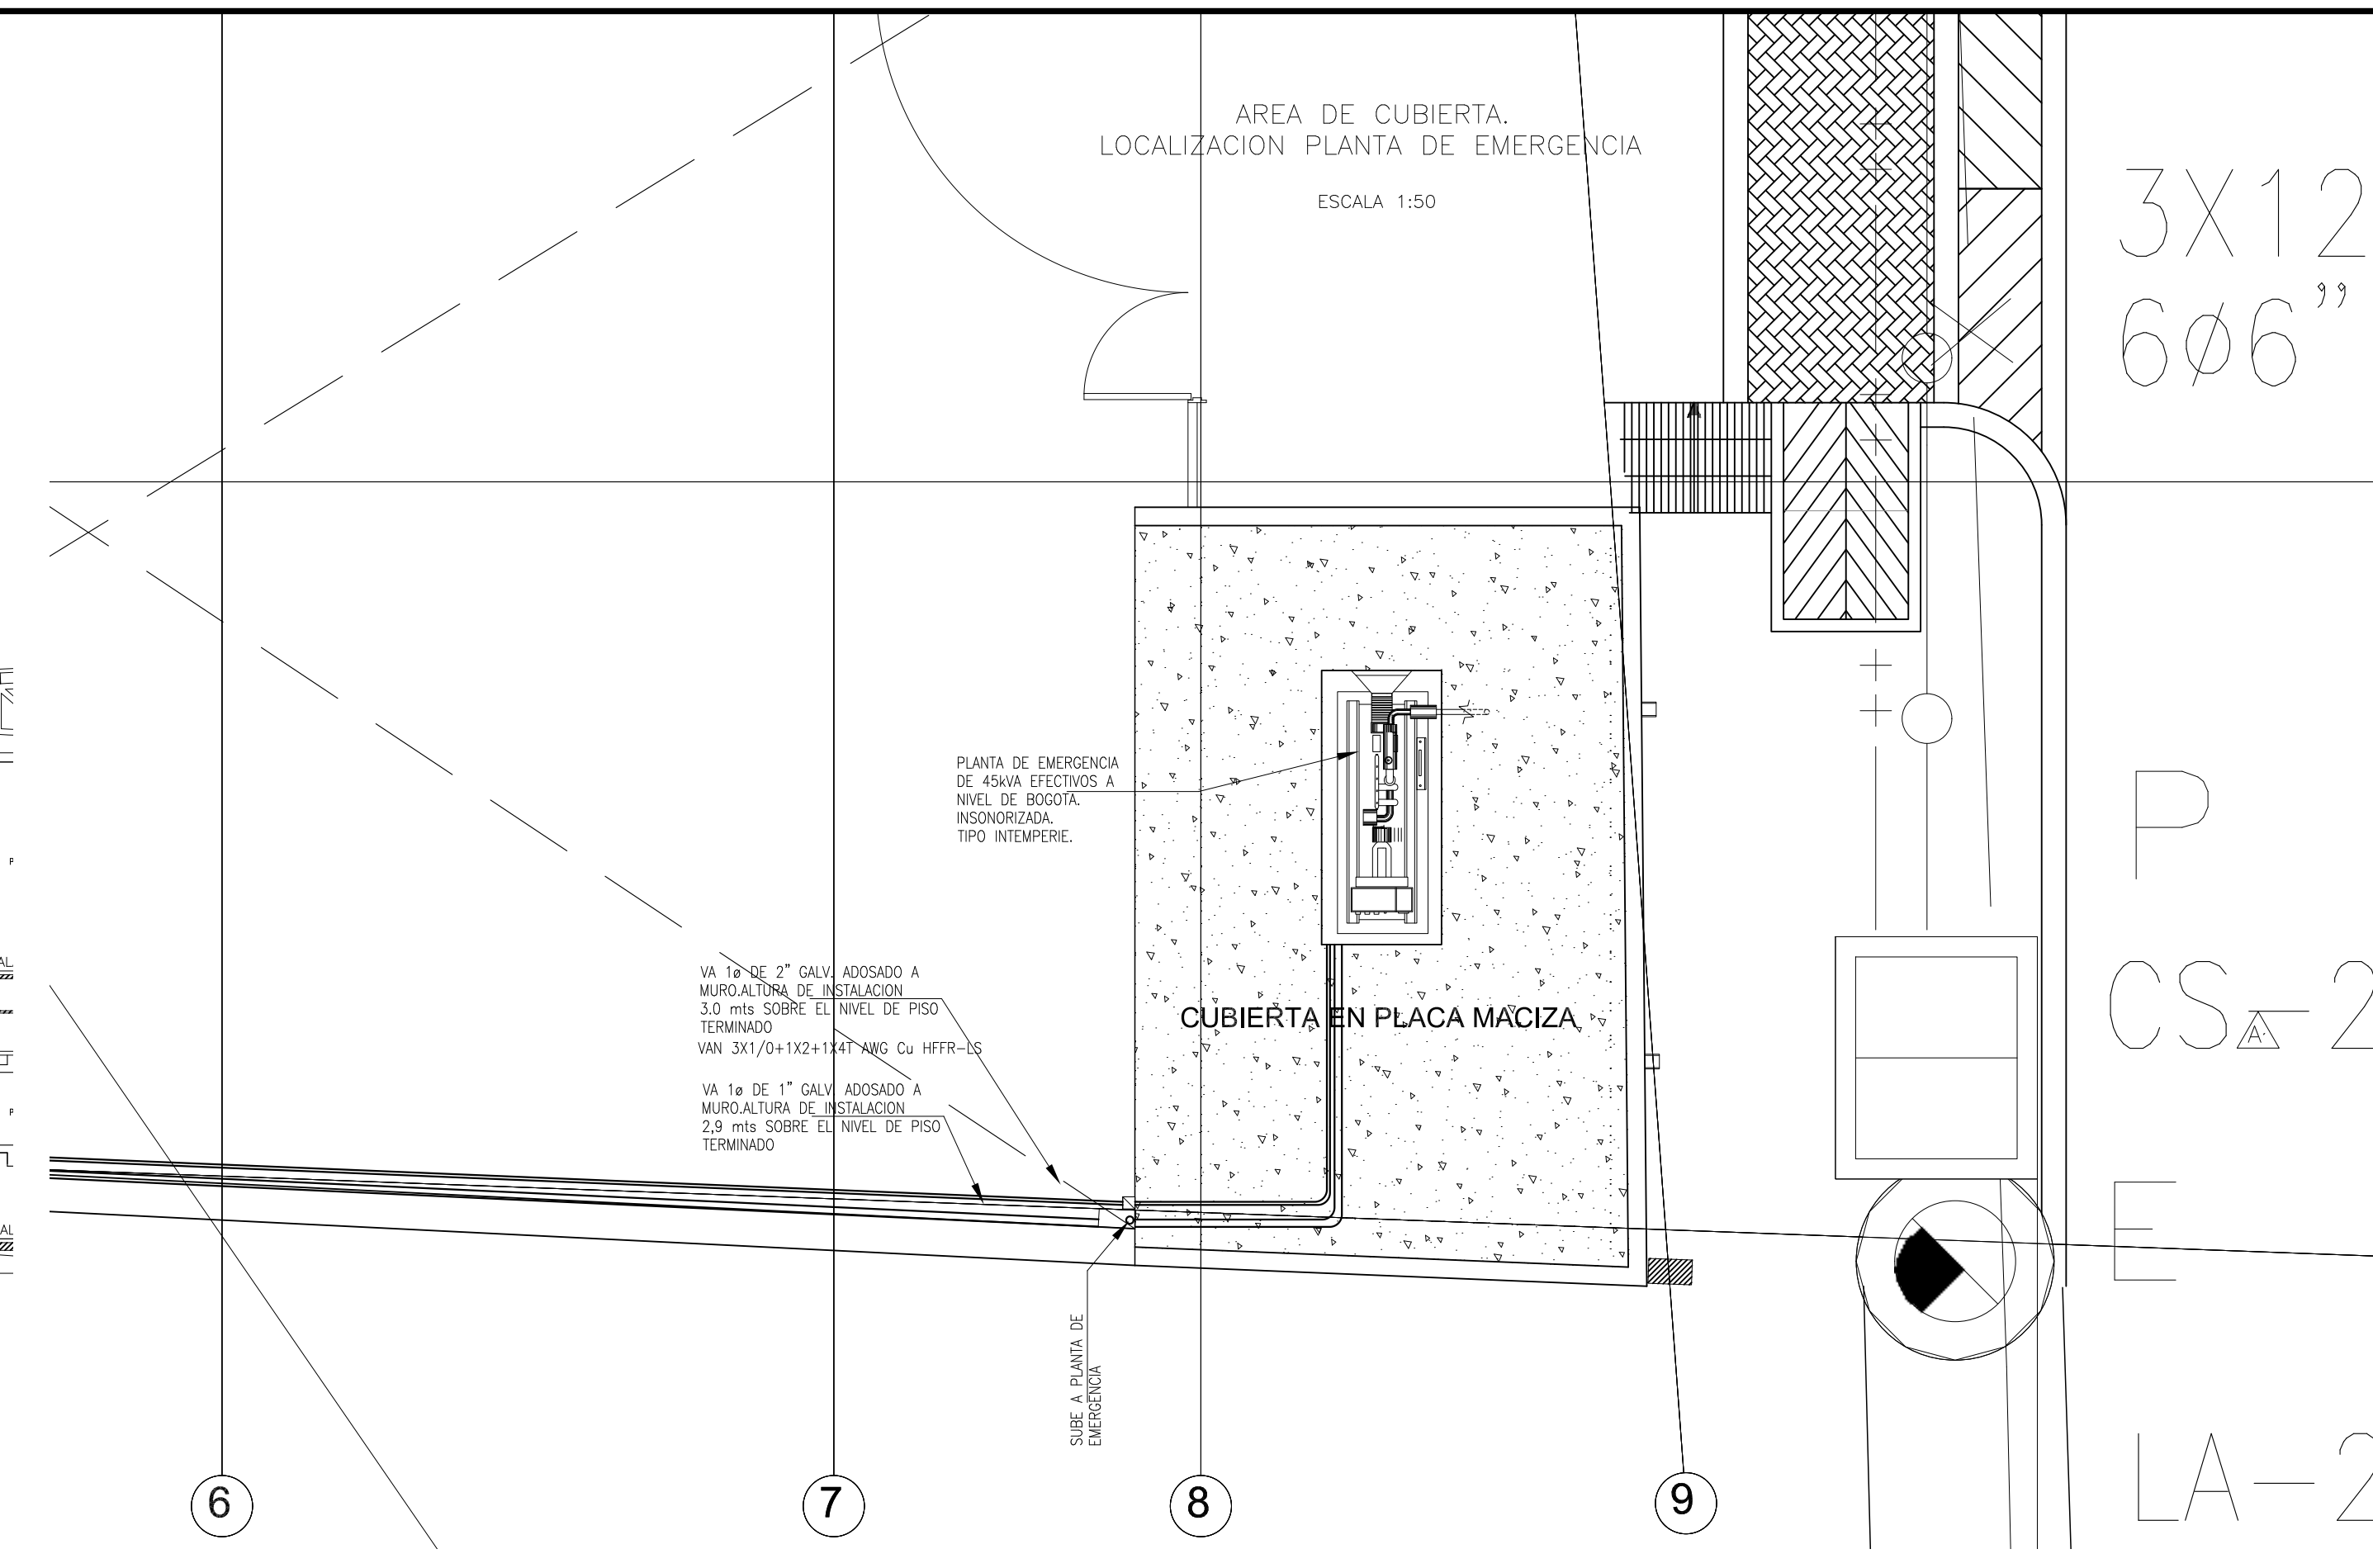 AREA DE CUBIERTA.
LOCALIZACION PLANTA DE EMERGENCIA
ESCALA 1:50
3X12
6ø6"
PLANTA DE EMERGENCIA
DE 45kVA EFECTIVOS A
NIVEL DE BOGOTA.
INSONORIZADA.
TIPO INTEMPERIE.
P
VA 1ø DE 2" GALV. ADOSADO A
MURO.ALTURA DE INSTALACION
3.0 mts SOBRE EL NIVEL DE PISO
TERMINADO
VAN 3X1/0+1X2+1X4T AWG Cu HFFR-LS
CUBIERTA EN PLACA MACIZA
CS-2
A
VA 1ø DE 1" GALV. ADOSADO A
MURO.ALTURA DE INSTALACION
2,9 mts SOBRE EL NIVEL DE PISO
TERMINADO
E
SUBE A PLANTA DE
EMERGENCIA
LA-2
6
7
8
9
P
AL
P
AL